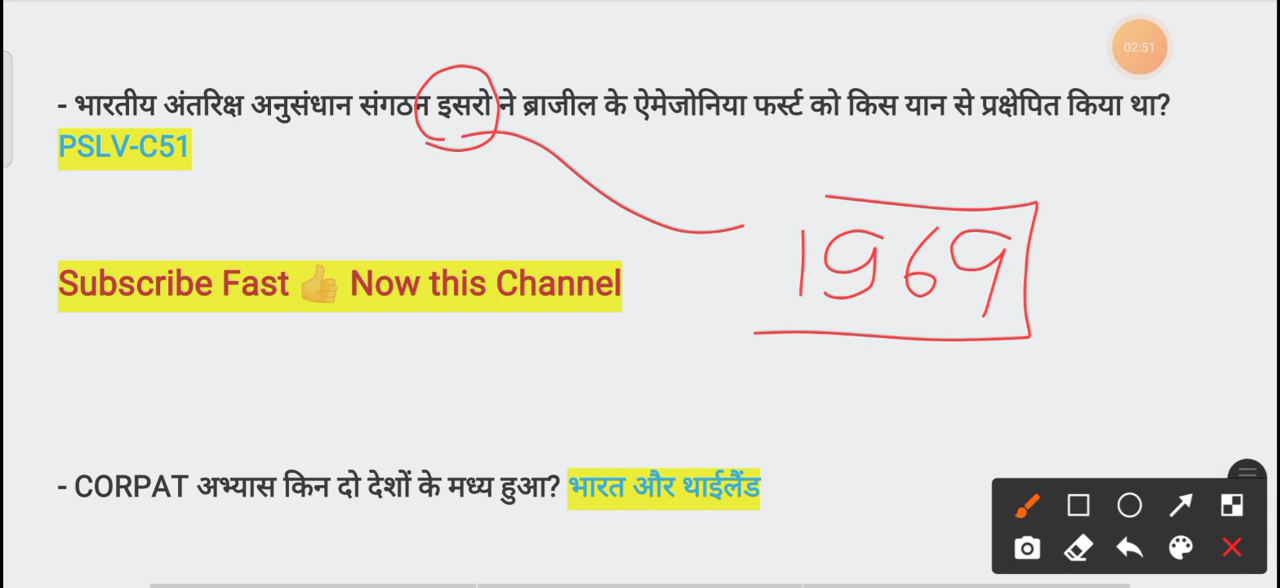 02:51
- भारतीय अंतरिक्ष अनुसंधान संगठन इसरो ने ब्राजील के ऐमेजोनिया फर्स्ट को किस यान से प्रक्षेपित किया था?
PSLV-C51
1969
Subscribe Fast 👍 Now this Channel
- CORPAT अभ्यास किन दो देशों के मध्य हुआ? भारत और थाईलैंड